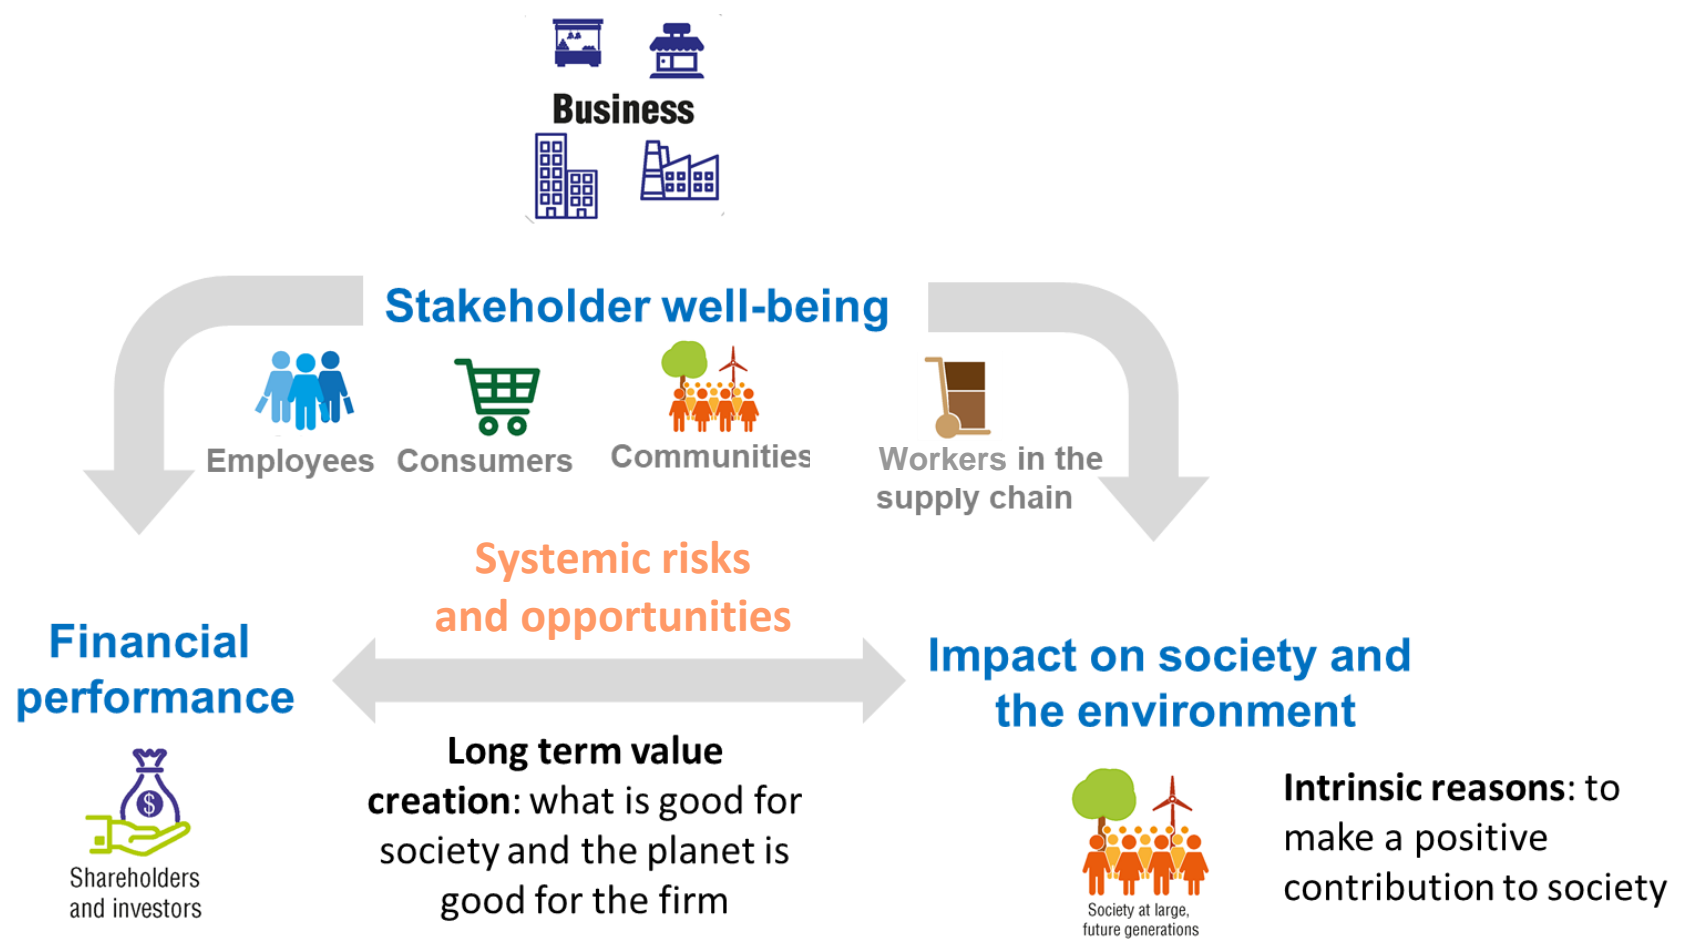 Business
Stakeholder well-being
Employees
Consumers
Communities
Workers in the
supply chain
Systemic risks
and opportunities
Financial
performance
Impact on society and
the environment
$
Shareholders
and investors
Long term value
creation: what is good for
society and the planet is
good for the firm
Society at large,
future generations
Intrinsic reasons: to
make a positive
contribution to society